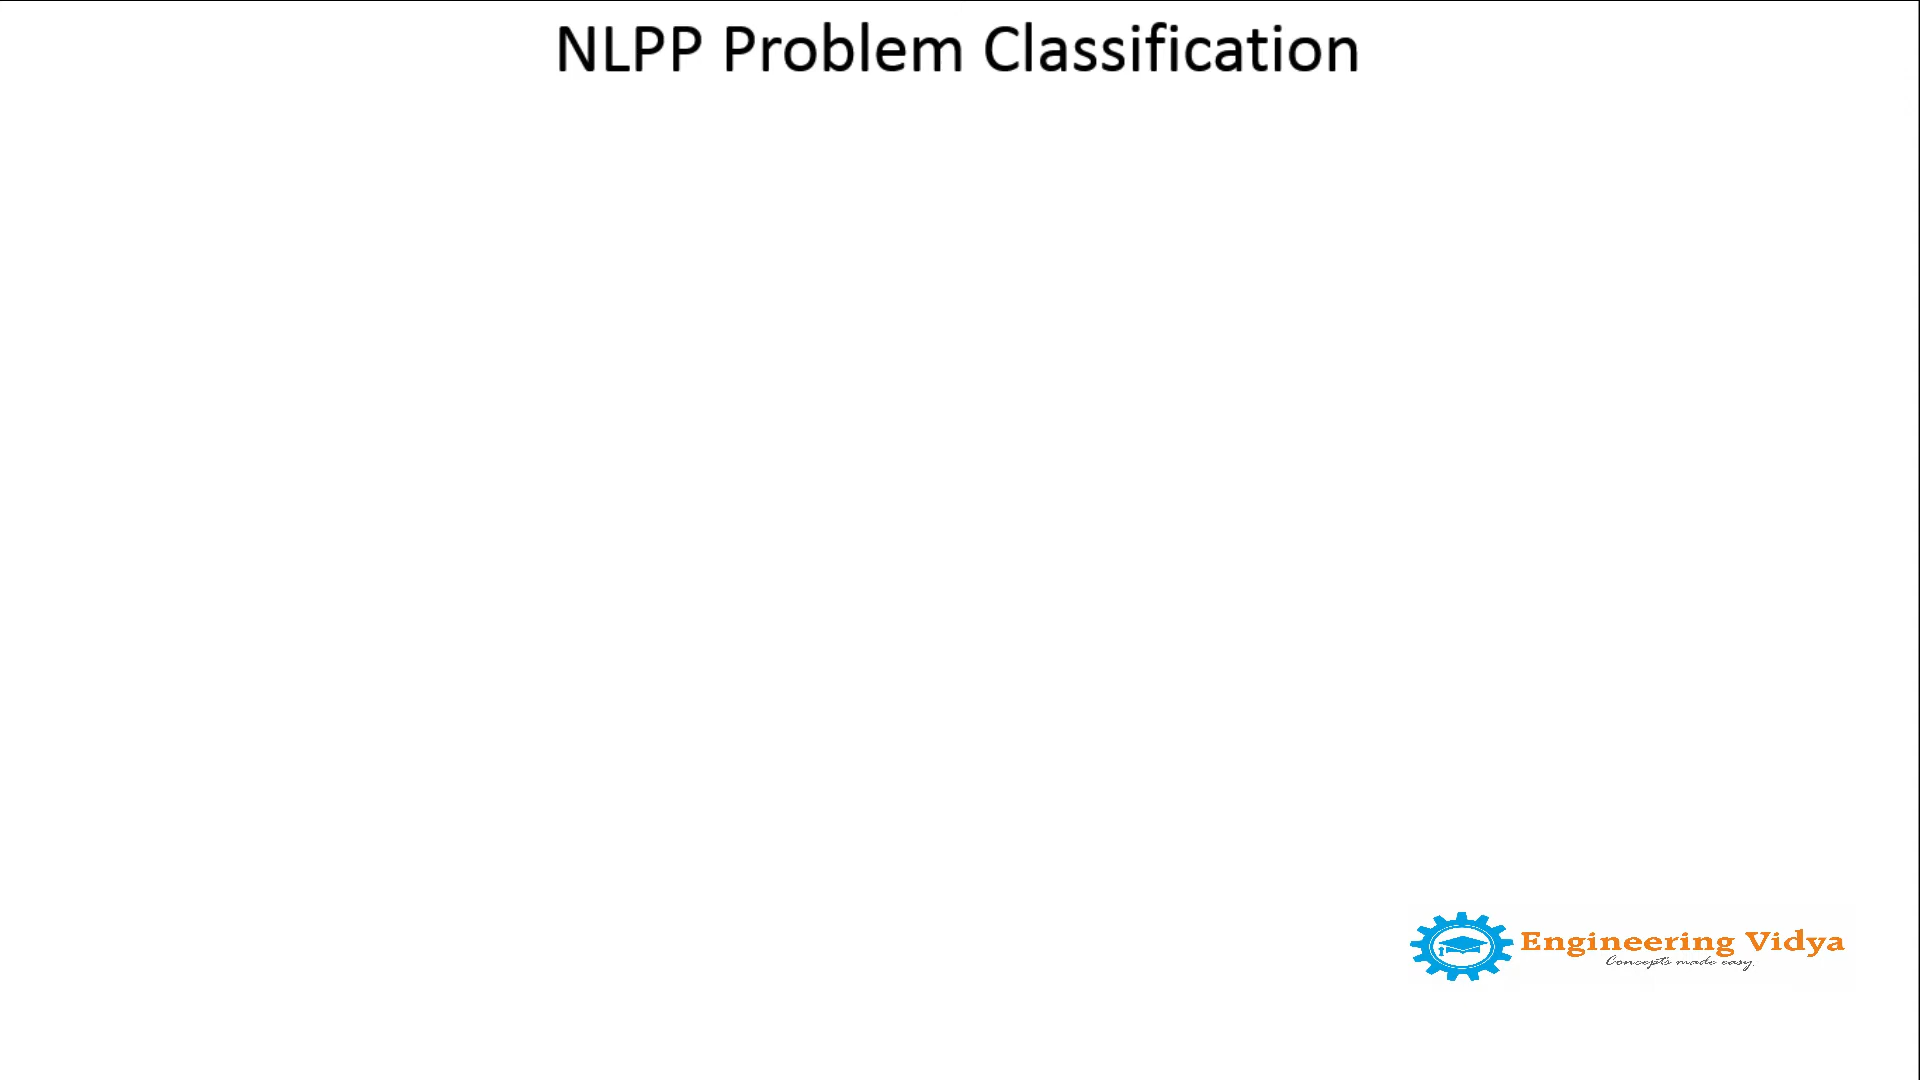 NLPP Problem Classification
Engineering Vidya
Concepts made easy.